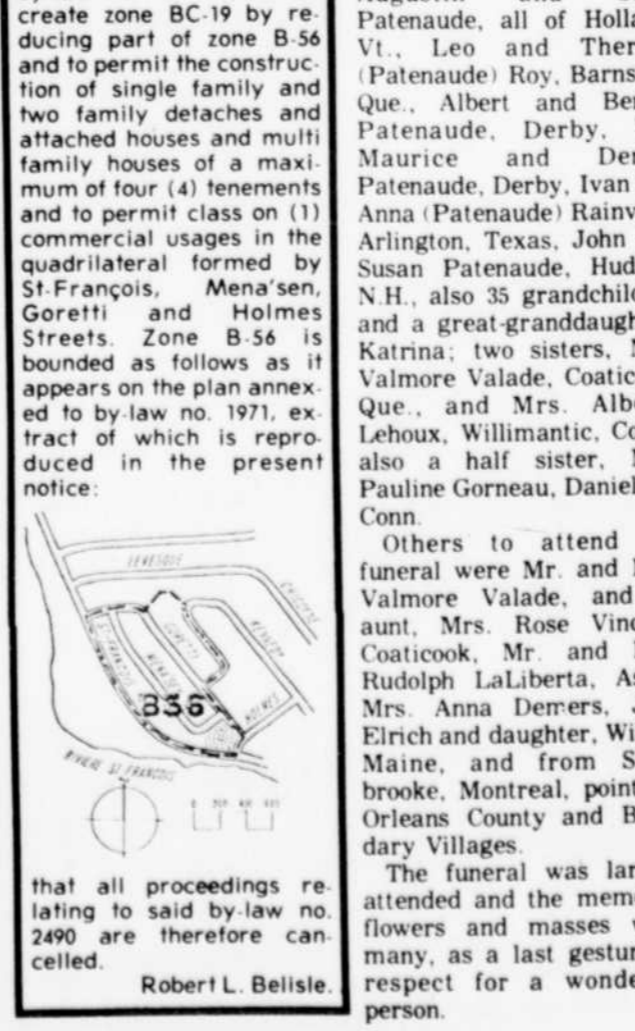 create zone BC-19 by re-
ducing part of zone B-56
and to permit the construc-
tion of single family and
two family detaches and
attached houses and multi
family houses of a maxi-
mum of four (4) tenements
and to permit class on (1)
commercial usages in the
quadrilateral formed by
St-François, Mena'sen,
Goretti and Holmes
Streets. Zone B-56 is
bounded as follows as it
appears on the plan annex-
ed to by-law no. 1971, ex-
tract of which is repro-
duced in the present
notice:
LEVESQUE
ST-FRANCOIS
GORETTI
KENNEDY
HOLMES
RIVIERE ST FRANCOIS
that all proceedings re-
lating to said by-law no.
2490 are therefore can-
celled.
Robert L. Belisle.
Patenaude, all of Holla
Vt., Leo and Ther
(Patenaude) Roy, Barns
Que., Albert and Ber
Patenaude, Derby,
Maurice and Der
Patenaude, Derby, Ivan
Anna (Patenaude) Rainv
Arlington, Texas, John
Susan Patenaude, Hud
N.H., also 35 grandchild
and a great-granddaugh
Katrina; two sisters,
Valmore Valade, Coatic
Que., and Mrs. Alb
Lehoux, Willimantic, Co
also a half sister,
Pauline Gorneau, Daniel
Conn.
Others to attend
funeral were Mr. and
Valmore Valade, and
aunt, Mrs. Rose Vinc
Coaticook, Mr. and
Rudolph LaLiberta, As
Mrs. Anna Demers,
Elrich and daughter, Wi
Maine, and from S
brooke, Montreal, point
Orleans County and B
dary Villages.
The funeral was lar
attended and the mem
flowers and masses
many, as a last gestur
respect for a wonde
person.